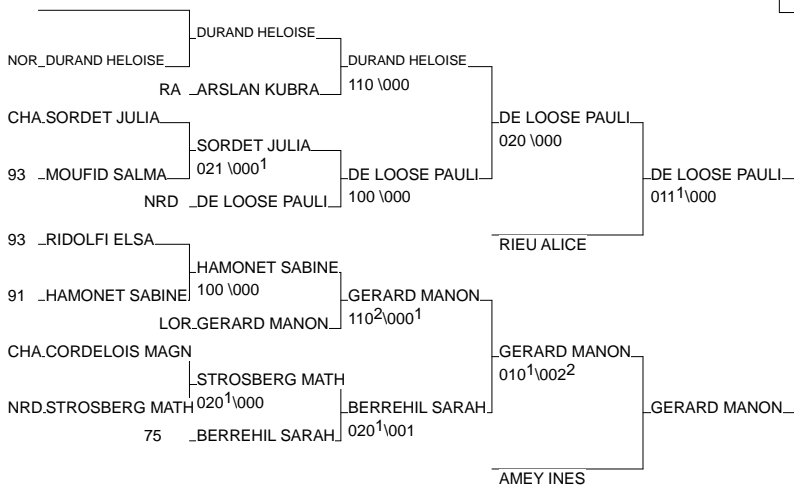 DURAND HELOISE
NOR DURAND HELOISE
DURAND HELOISE
RA ARSLAN KUBRA
110 \000
CHA SORDET JULIA
DE LOOSE PAULI
SORDET JULIA
020 \000
021 \000¹
93 MOUFID SALMA
DE LOOSE PAULI
DE LOOSE PAULI
NRD DE LOOSE PAULI
100 \000
011¹\000
93 RIDOLFI ELSA
RIEU ALICE
HAMONET SABINE
100 \000
91 HAMONET SABINE
GERARD MANON
LOR GERARD MANON
110²\000¹
CHA CORDELOIS MAGN
GERARD MANON
STROSBERG MATH
010¹\002²
020¹\000
NRD STROSBERG MATH
BERREHIL SARAH
GERARD MANON
75 BERREHIL SARAH
020¹\001
AMEY INES